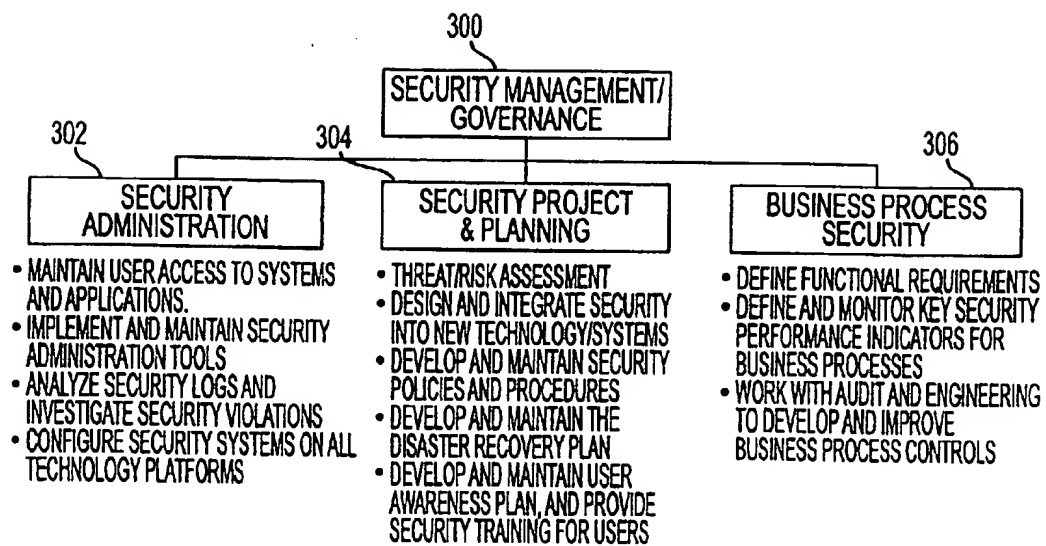 300
SECURITY MANAGEMENT/
GOVERNANCE
302
SECURITY
ADMINISTRATION
• MAINTAIN USER ACCESS TO SYSTEMS
AND APPLICATIONS.
• IMPLEMENT AND MAINTAIN SECURITY
ADMINISTRATION TOOLS
• ANALYZE SECURITY LOGS AND
INVESTIGATE SECURITY VIOLATIONS
• CONFIGURE SECURITY SYSTEMS ON ALL
TECHNOLOGY PLATFORMS
304
SECURITY PROJECT
& PLANNING
• THREAT/RISK ASSESSMENT
• DESIGN AND INTEGRATE SECURITY
INTO NEW TECHNOLOGY/SYSTEMS
• DEVELOP AND MAINTAIN SECURITY
POLICIES AND PROCEDURES
• DEVELOP AND MAINTAIN THE
DISASTER RECOVERY PLAN
• DEVELOP AND MAINTAIN USER
AWARENESS PLAN, AND PROVIDE
SECURITY TRAINING FOR USERS
306
BUSINESS PROCESS
SECURITY
• DEFINE FUNCTIONAL REQUIREMENTS
• DEFINE AND MONITOR KEY SECURITY
PERFORMANCE INDICATORS FOR
BUSINESS PROCESSES
• WORK WITH AUDIT AND ENGINEERING
TO DEVELOP AND IMPROVE
BUSINESS PROCESS CONTROLS